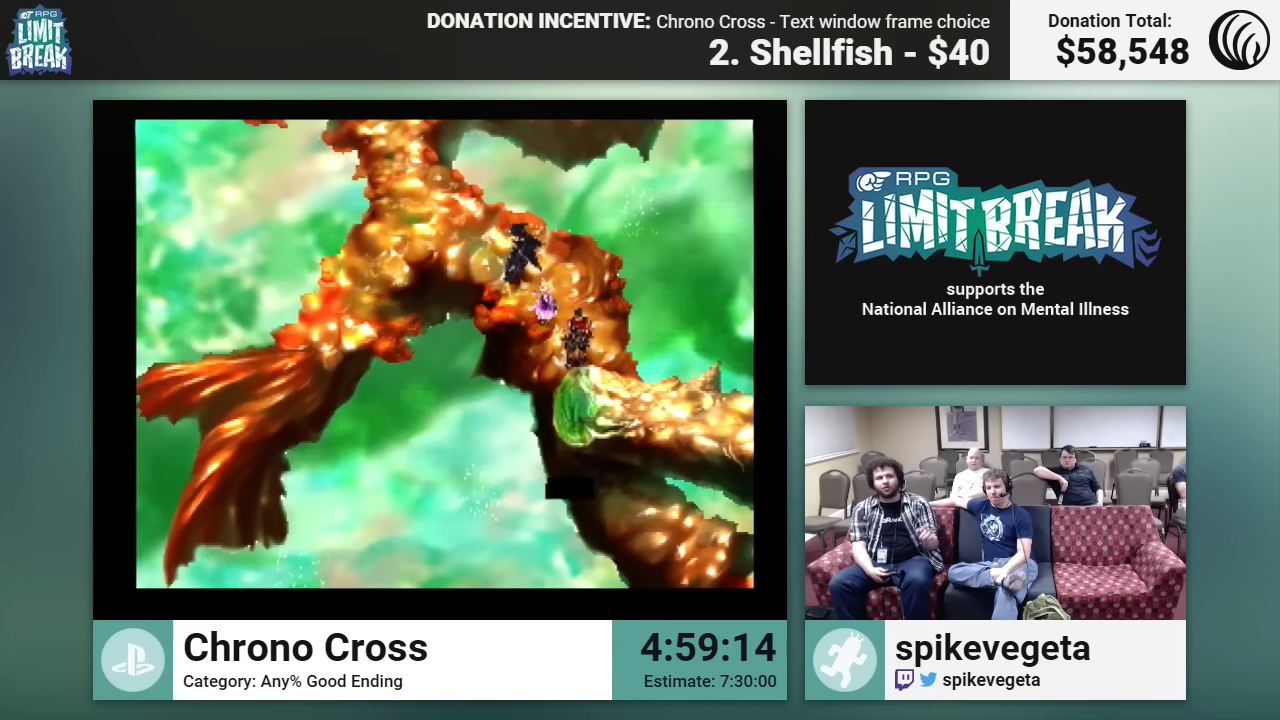 RPG
LIMIT
BREAK
DONATION INCENTIVE: Chrono Cross - Text window frame choice
2. Shellfish - $40
Donation Total:
$58,548
RPG
LIMIT BREAK
supports the
National Alliance on Mental Illness
Chrono Cross
Category: Any% Good Ending
4:59:14
Estimate: 7:30:00
spikevegeta
spikevegeta